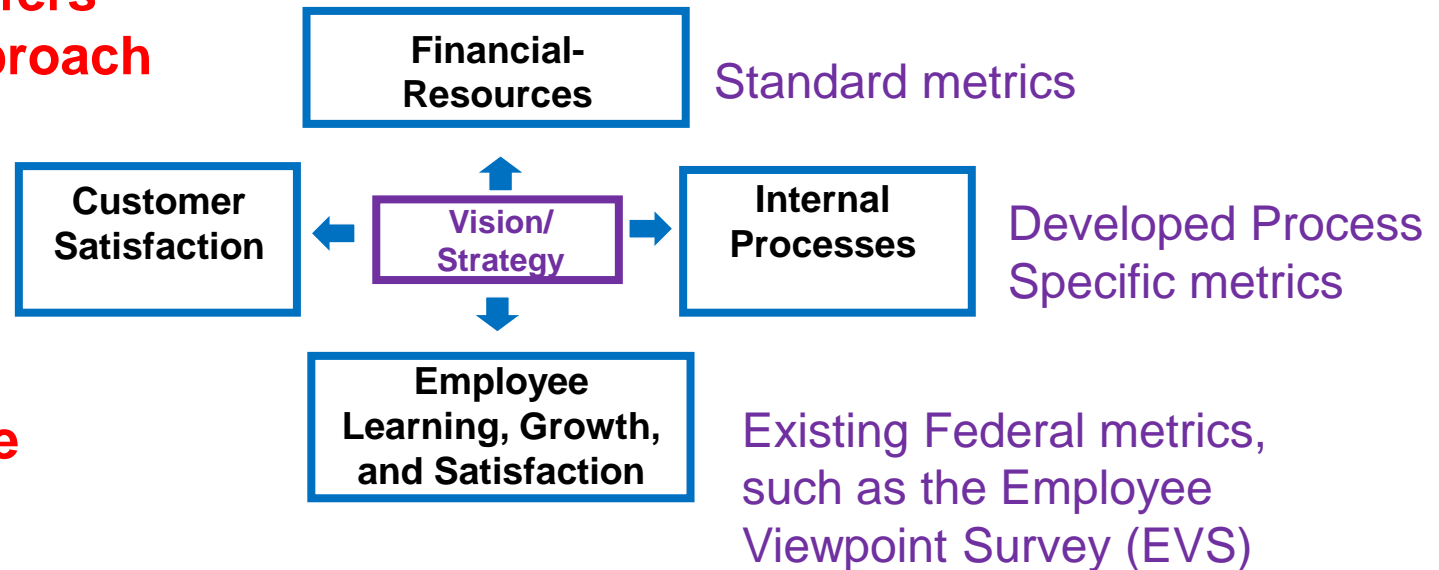 proach
Financial-
Resources
Standard metrics
Customer
Satisfaction
Vision/
Strategy
Internal
Processes
Developed Process
Specific metrics
Employee
Learning, Growth,
and Satisfaction
e
Existing Federal metrics,
such as the Employee
Viewpoint Survey (EVS)